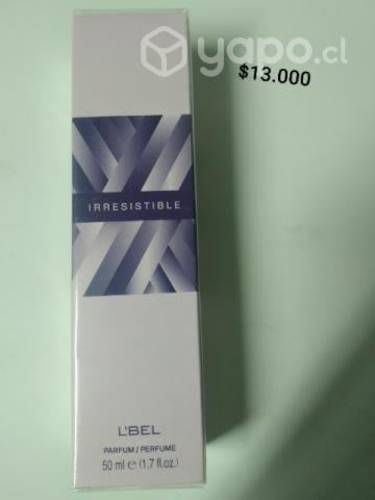 yapo.cl
$13.000
IRRESISTIBLE
L'BEL
PARFUM / PERFUME
50 ml e (1.7 fl.oz.)